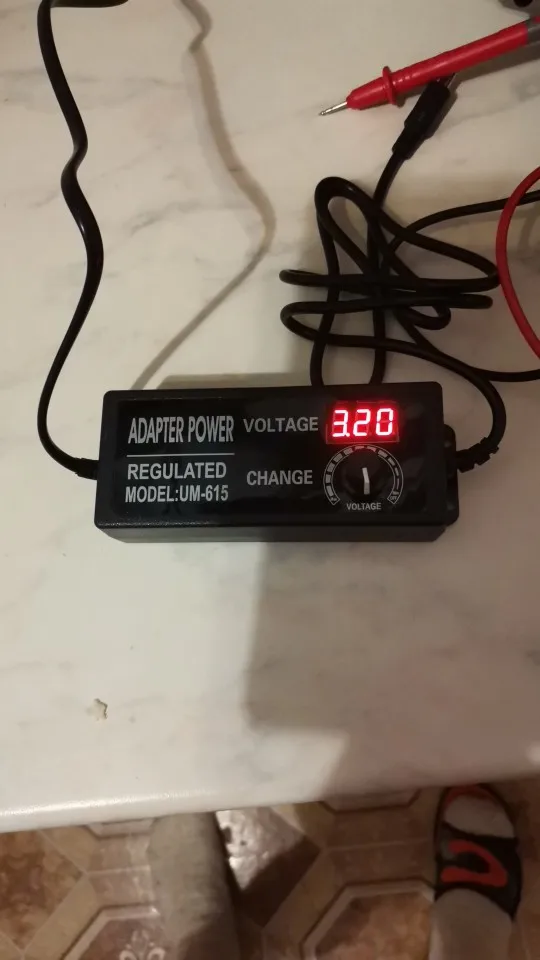 ADAPTER POWER
REGULATED
MODEL:UM-615
VOLTAGE 3.20
CHANGE
VOLTAGE